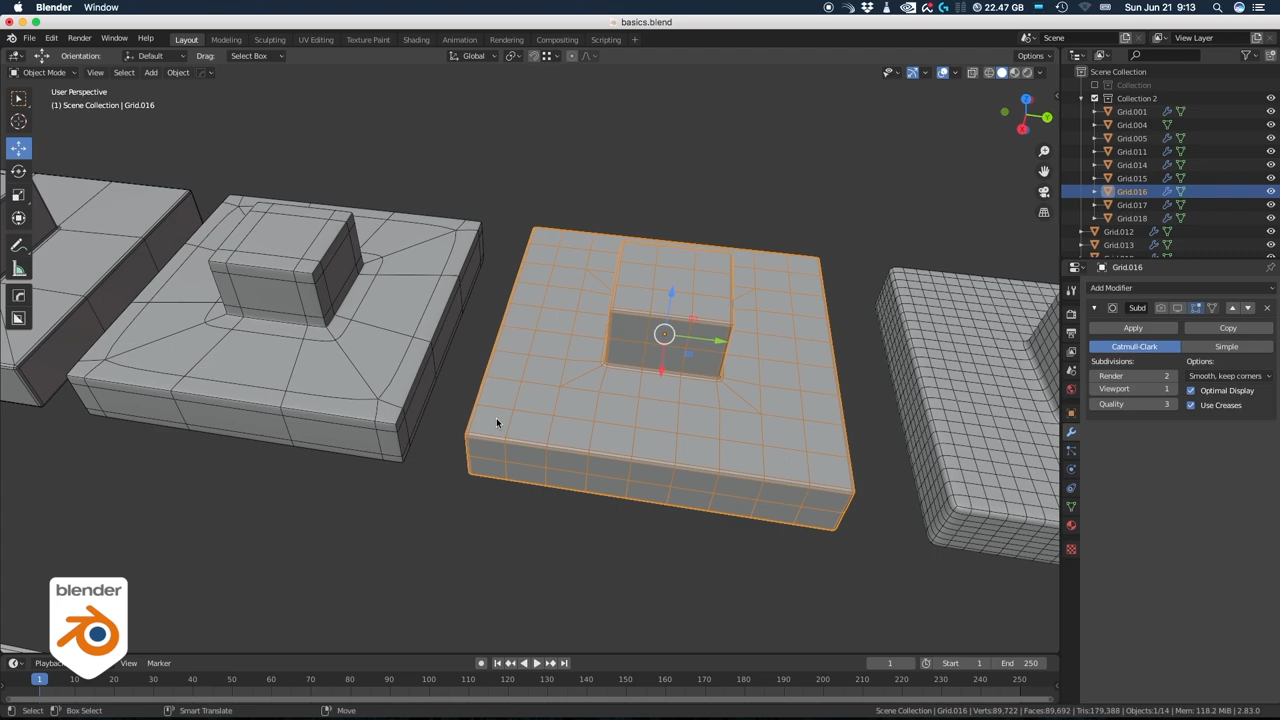 Blender Window 22.47 GB Sun Jun 21 9:13
basics.blend
File Edit Render Window Help Layout Modeling Sculpting UV Editing Texture Paint Shading Animation Rendering Compositing Scripting + Scene View Layer
Orientation: Default Drag: Select Box Global Options
Object Mode View Select Add Object
User Perspective
(1) Scene Collection | Grid.016
Z
Y
X
Scene Collection
Collection
Collection 2
Grid.001
Grid.004
Grid.005
Grid.011
Grid.014
Grid.015
Grid.016
Grid.017
Grid.018
Grid.012
Grid.013
Grid.016
Add Modifier
Subd
Apply Copy
Catmull-Clark Simple
Subdivisions: Options:
Render 2 Smooth, keep corners
Viewport 1 Optimal Display
Quality 3 Use Creases
blender
Playback View Marker 1 Start 1 End 250
1 10 20 30 40 50 60 70 80 90 100 110 120 130 140 150 160 170 180 190 200 210 220 230 240 250
Select Box Select Smart Translate Move Scene Collection | Grid.016 | Verts:89,722 | Faces:89,692 | Tris:179,388 | Objects:1/14 | Mem: 118.2 MiB | 2.83.0